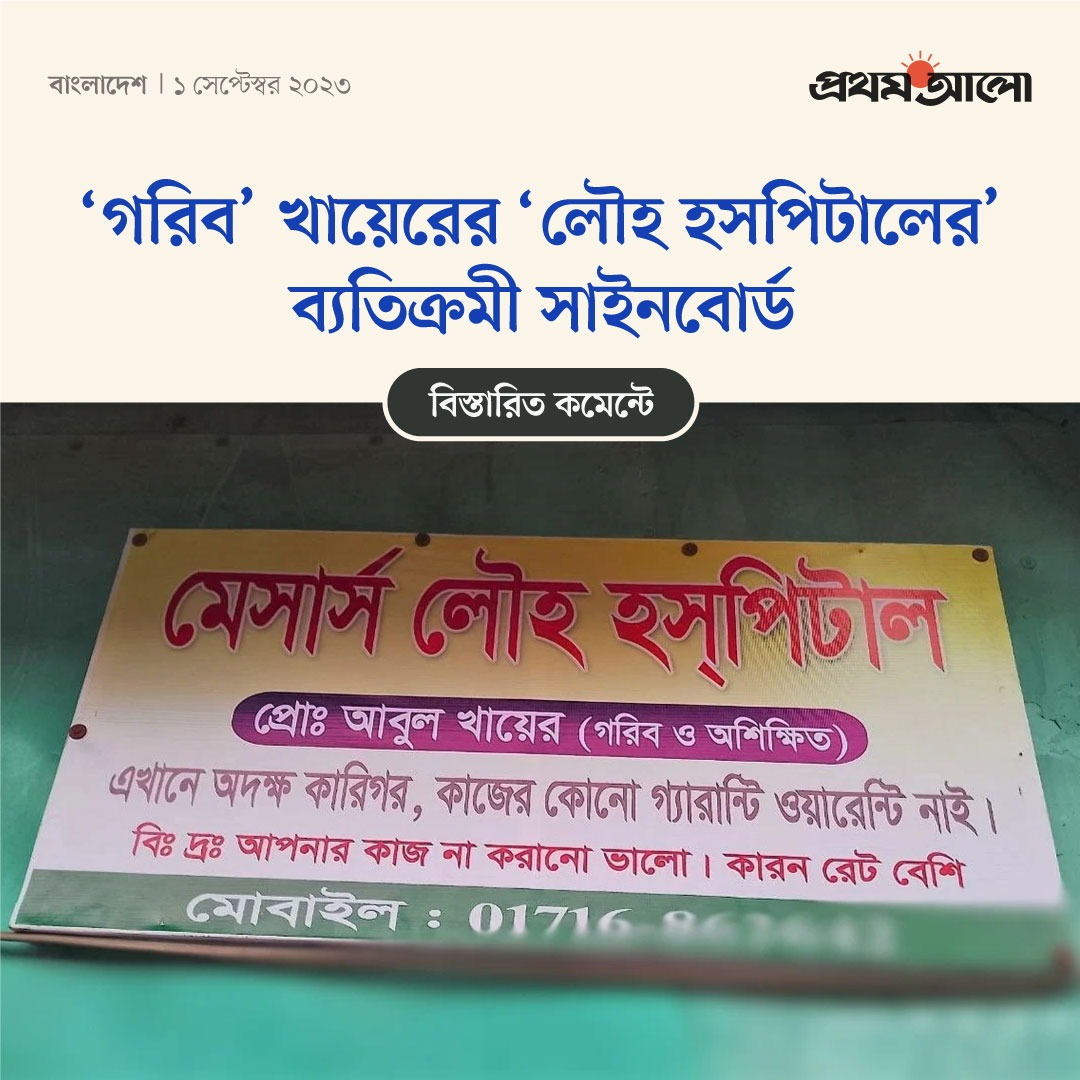 বাংলাদেশ | ১ সেপ্টেম্বর ২০২৩
প্রথম আলো
‘গরিব’ খায়েরের ‘লৌহ হসপিটালের’
ব্যতিক্রমী সাইনবোর্ড
বিস্তারিত কমেন্টে
মেসার্স লৌহ হস্‌পিটাল
প্রোঃ আবুল খায়ের (গরিব ও অশিক্ষিত)
এখানে অদক্ষ কারিগর, কাজের কোনো গ্যারান্টি ওয়ারেন্টি নাই।
বিঃ দ্রঃ আপনার কাজ না করানো ভালো। কারন রেট বেশি
মোবাইল : 01716-